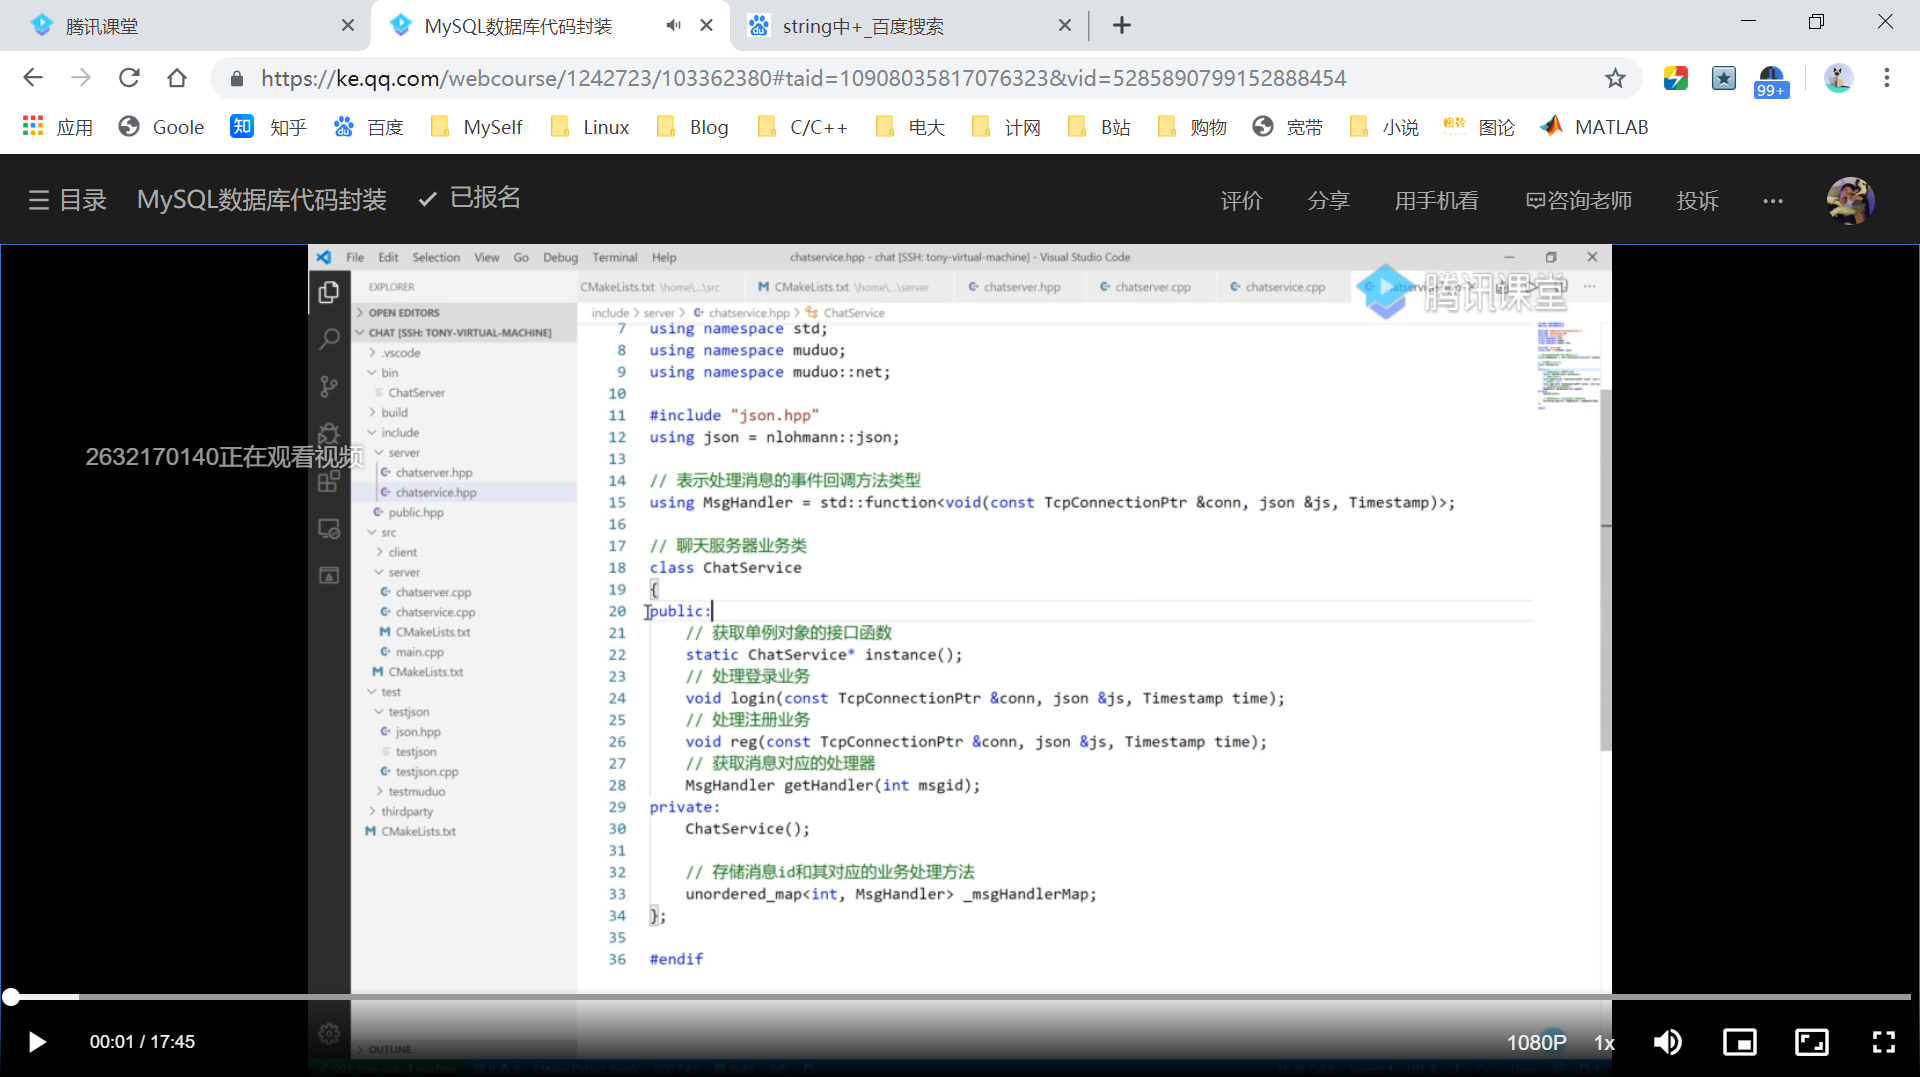 腾讯课堂
MySQL数据库代码封装
string中+_百度搜索
https://ke.qq.com/webcourse/1242723/103362380#taid=10908035817076323&vid=5285890799152888454
99+
应用 Goole 知乎 百度 MySelf Linux Blog C/C++ 电大 计网 B站 购物 宽带 小说 图论 MATLAB
目录 MySQL数据库代码封装 已报名 评价 分享 用手机看 咨询老师 投诉 ...
File Edit Selection View Go Debug Terminal Help chatservice.hpp - chat [SSH: tony-virtual-machine] - Visual Studio Code
EXPLORER
CMakeLists.txt \home\...\src CMakeLists.txt \home\...\server chatserver.hpp chatserver.cpp chatservice.cpp
腾讯课堂
include > server > chatservice.hpp > ChatService
OPEN EDITORS
CHAT [SSH: TONY-VIRTUAL-MACHINE]
.vscode
bin
ChatServer
build
include
server
chatserver.hpp
chatservice.hpp
public.hpp
src
client
server
chatserver.cpp
chatservice.cpp
CMakeLists.txt
main.cpp
CMakeLists.txt
test
testjson
json.hpp
testjson
testjson.cpp
testmuduo
thirdparty
CMakeLists.txt
OUTLINE
2632170140正在观看视频
7 using namespace std;
8 using namespace muduo;
9 using namespace muduo::net;
10
11 #include "json.hpp"
12 using json = nlohmann::json;
13
14 // 表示处理消息的事件回调方法类型
15 using MsgHandler = std::function<void(const TcpConnectionPtr &conn, json &js, Timestamp)>;
16
17 // 聊天服务器业务类
18 class ChatService
19 {
20 public:
21 // 获取单例对象的接口函数
22 static ChatService* instance();
23 // 处理登录业务
24 void login(const TcpConnectionPtr &conn, json &js, Timestamp time);
25 // 处理注册业务
26 void reg(const TcpConnectionPtr &conn, json &js, Timestamp time);
27 // 获取消息对应的处理器
28 MsgHandler getHandler(int msgid);
29 private:
30 ChatService();
31
32 // 存储消息id和其对应的业务处理方法
33 unordered_map<int, MsgHandler> _msgHandlerMap;
34 };
35
36 #endif
00:01 / 17:45 1080P 1x